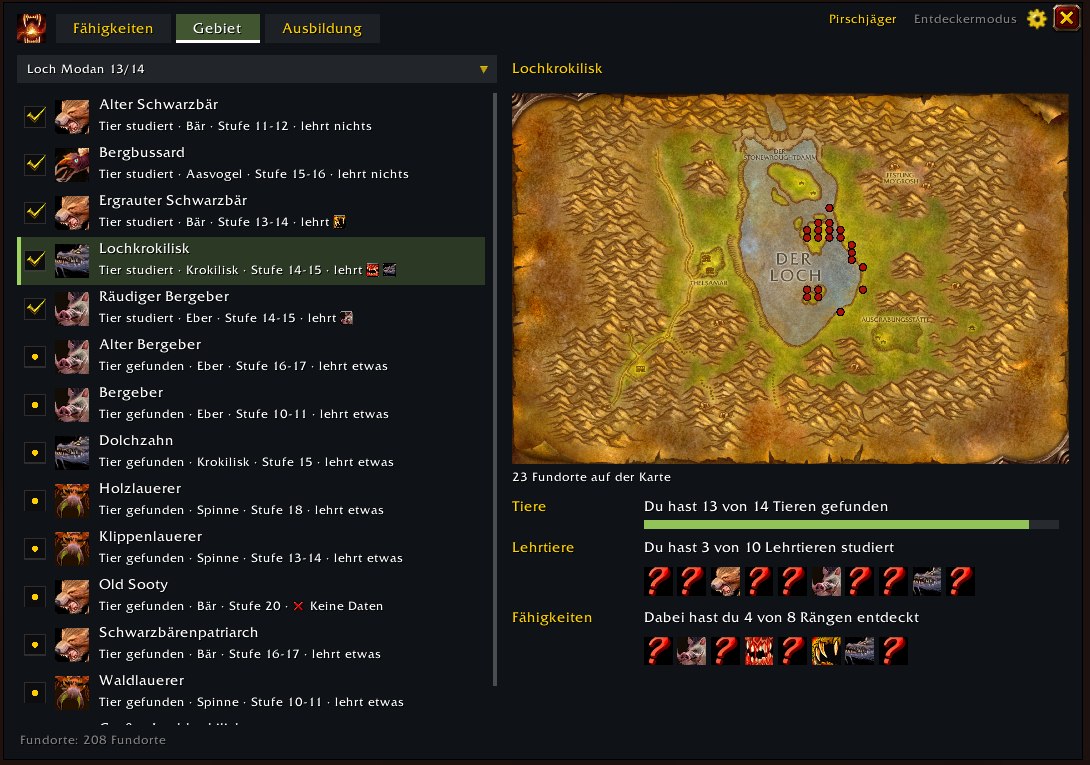 Fähigkeiten
Gebiet
Ausbildung
Pirschjäger
Entdeckermodus
Loch Modan 13/14
Alter Schwarzbär
Tier studiert · Bär · Stufe 11-12 · lehrt nichts
Bergbussard
Tier studiert · Aasvogel · Stufe 15-16 · lehrt nichts
Ergrauter Schwarzbär
Tier studiert · Bär · Stufe 13-14 · lehrt
Lochkrokilisk
Tier studiert · Krokilisk · Stufe 14-15 · lehrt
Räudiger Bergeber
Tier studiert · Eber · Stufe 14-15 · lehrt
Alter Bergeber
Tier gefunden · Eber · Stufe 16-17 · lehrt etwas
Bergeber
Tier gefunden · Eber · Stufe 10-11 · lehrt etwas
Dolchzahn
Tier gefunden · Krokilisk · Stufe 15 · lehrt etwas
Holzlauerer
Tier gefunden · Spinne · Stufe 18 · lehrt etwas
Klippenlauerer
Tier gefunden · Spinne · Stufe 13-14 · lehrt etwas
Old Sooty
Tier gefunden · Bär · Stufe 20 · Keine Daten
Schwarzbärenpatriarch
Tier gefunden · Bär · Stufe 16-17 · lehrt etwas
Waldlauerer
Tier gefunden · Spinne · Stufe 10-11 · lehrt etwas
Fundorte: 208 Fundorte
Lochkrokilisk
DER
STONEWROUGHTDAMM
FESTUNG
MO'GROSH
DER
LOCH
THELSAMAR
AUSGRABUNGSSTÄTTE
23 Fundorte auf der Karte
Tiere
Du hast 13 von 14 Tieren gefunden
Lehrtiere
Du hast 3 von 10 Lehrtieren studiert
Fähigkeiten
Dabei hast du 4 von 8 Rängen entdeckt